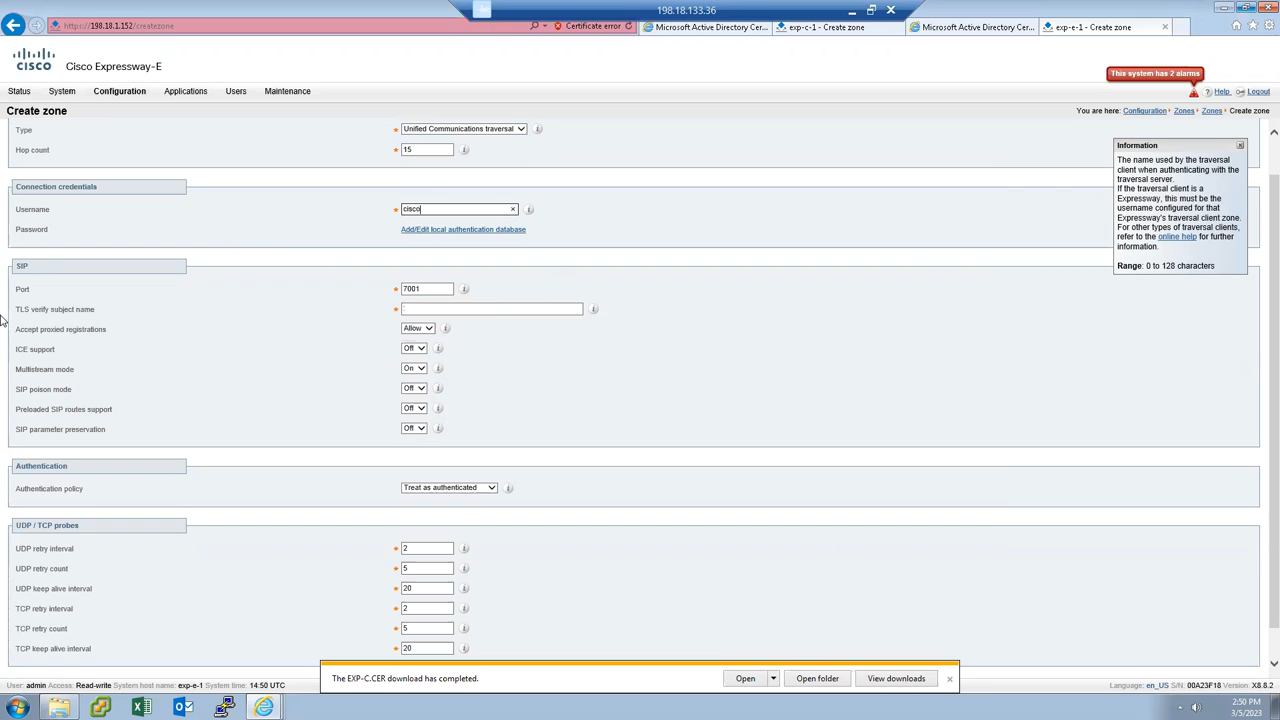 198.18.133.36
https://198.18.1.152/createzone
Certificate error
Microsoft Active Directory Cer...
exp-c-1 - Create zone
Microsoft Active Directory Cer...
exp-e-1 - Create zone
CISCO
Cisco Expressway-E
This system has 2 alarms
Status System Configuration Applications Users Maintenance
Help Logout
Create zone
You are here: Configuration Zones Zones Create zone
Type
Unified Communications traversal
Hop count
15
Connection credentials
Username
cisco
Password
Add/Edit local authentication database
Information
The name used by the traversal
client when authenticating with the
traversal server.
If the traversal client is a
Expressway, this must be the
username configured for that
Expressway's traversal client zone.
For other types of traversal clients,
refer to the online help for further
information.
Range: 0 to 128 characters
SIP
Port
7001
TLS verify subject name
Accept proxied registrations
Allow
ICE support
Off
Multistream mode
On
SIP poison mode
Off
Preloaded SIP routes support
Off
SIP parameter preservation
Off
Authentication
Authentication policy
Treat as authenticated
UDP / TCP probes
UDP retry interval
2
UDP retry count
5
UDP keep alive interval
20
TCP retry interval
2
TCP retry count
5
TCP keep alive interval
20
The EXP-C.CER download has completed.
Open
Open folder
View downloads
User: admin Access: Read-write System host name: exp-e-1 System time: 14:50 UTC
Language: en_US S/N: 00A23F18 Version: X8.8.2
2:50 PM
3/5/2023